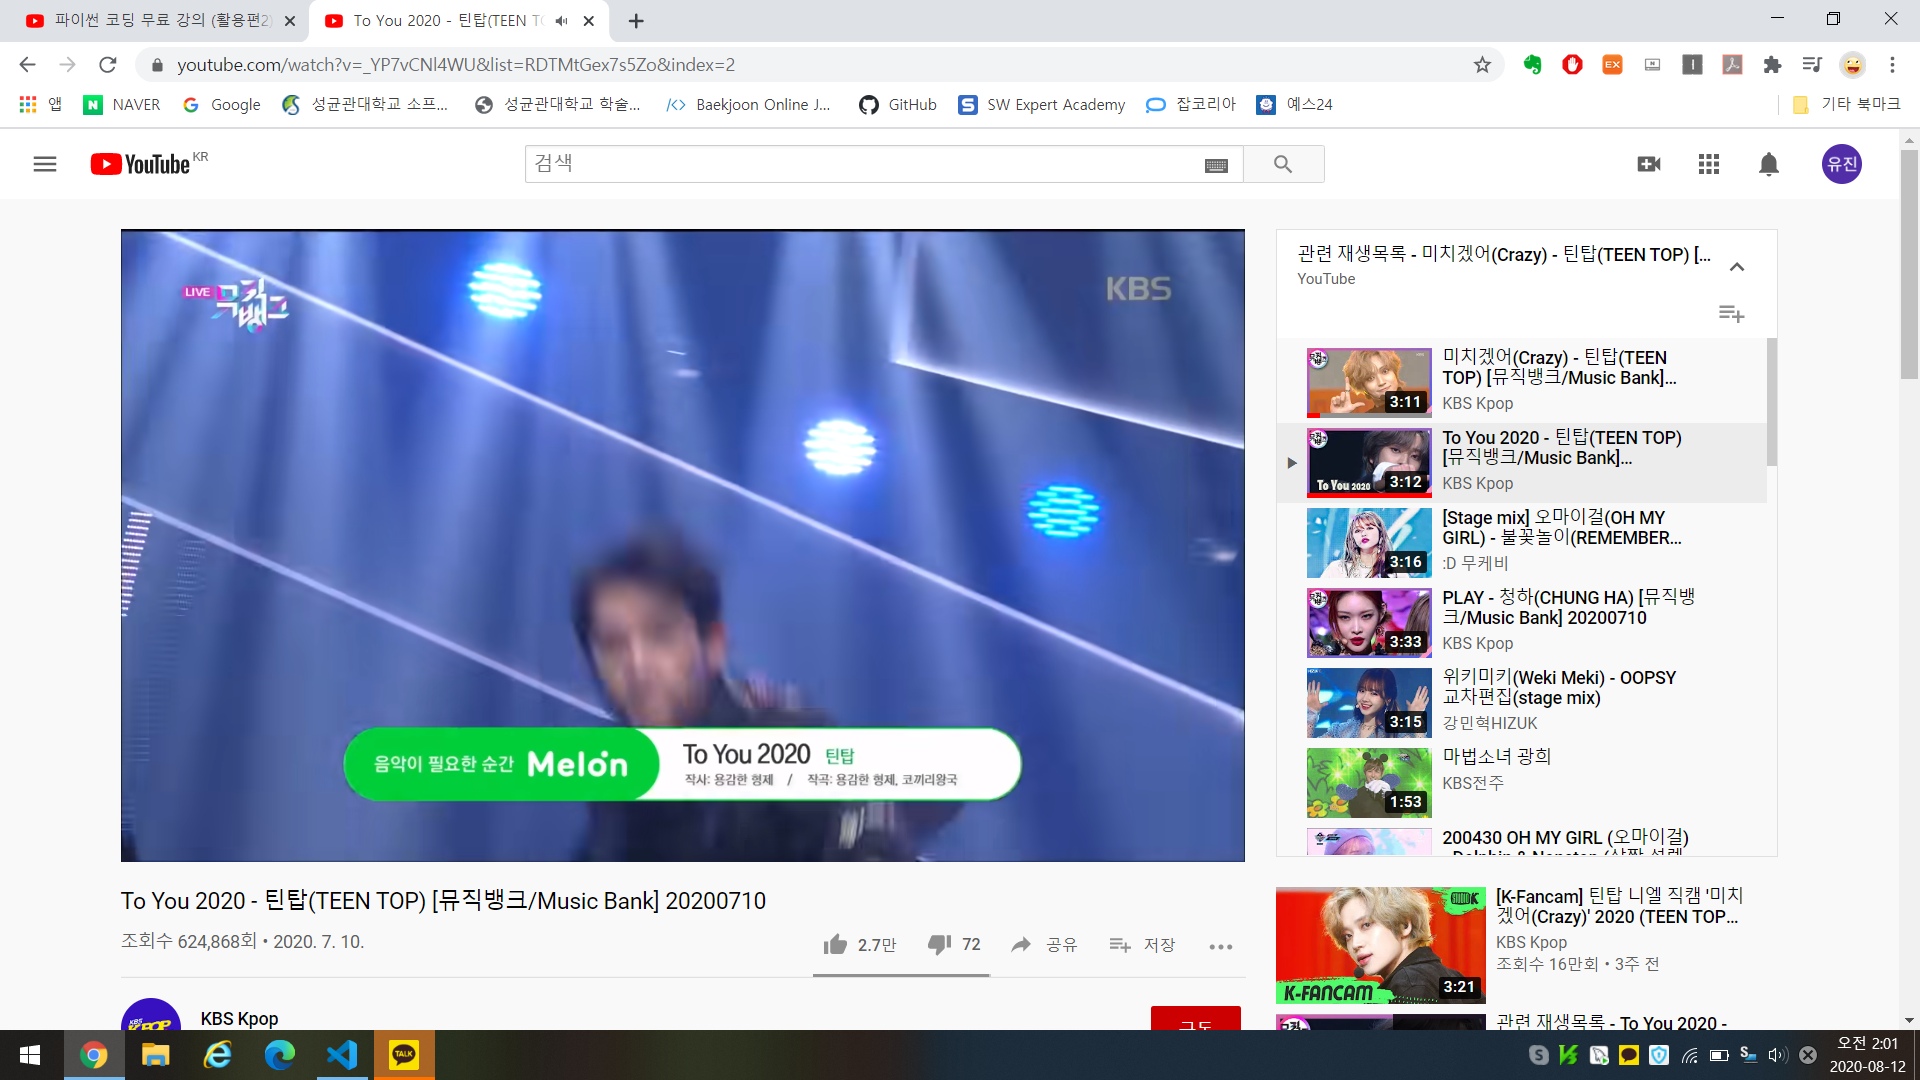 파이썬 코딩 무료 강의 (활용편2)
To You 2020 - 틴탑(TEEN TO
youtube.com/watch?v=_YP7vCNl4WU&list=RDTMtGex7s5Zo&index=2
앱
NAVER
Google
성균관대학교 소프...
성균관대학교 학술...
Baekjoon Online J...
GitHub
SW Expert Academy
잡코리아
예스24
기타 북마크
YouTube KR
검색
유진
LIVE 뮤직뱅크
KBS
음악이 필요한 순간 Melon
To You 2020 틴탑
작사: 용감한 형제 / 작곡: 용감한 형제, 코끼리왕국
To You 2020 - 틴탑(TEEN TOP) [뮤직뱅크/Music Bank] 20200710
조회수 624,868회 • 2020. 7. 10.
2.7만
72
공유
저장
KBS Kpop
구독
관련 재생목록 - 미치겠어(Crazy) - 틴탑(TEEN TOP) [...
YouTube
3:11
미치겠어(Crazy) - 틴탑(TEEN
TOP) [뮤직뱅크/Music Bank]...
KBS Kpop
To You 2020
3:12
To You 2020 - 틴탑(TEEN TOP)
[뮤직뱅크/Music Bank]...
KBS Kpop
3:16
[Stage mix] 오마이걸(OH MY
GIRL) - 불꽃놀이(REMEMBER...
:D 무케비
3:33
PLAY - 청하(CHUNG HA) [뮤직뱅
크/Music Bank] 20200710
KBS Kpop
3:15
위키미키(Weki Meki) - OOPSY
교차편집(stage mix)
강민혁HIZUK
1:53
마법소녀 광희
KBS전주
200430 OH MY GIRL (오마이걸)
K-FANCAM
3:21
[K-Fancam] 틴탑 니엘 직캠 '미치
겠어(Crazy)' 2020 (TEEN TOP...
KBS Kpop
조회수 16만회 • 3주 전
관련 재생목록 - To You 2020 -
TALK
오전 2:01
2020-08-12